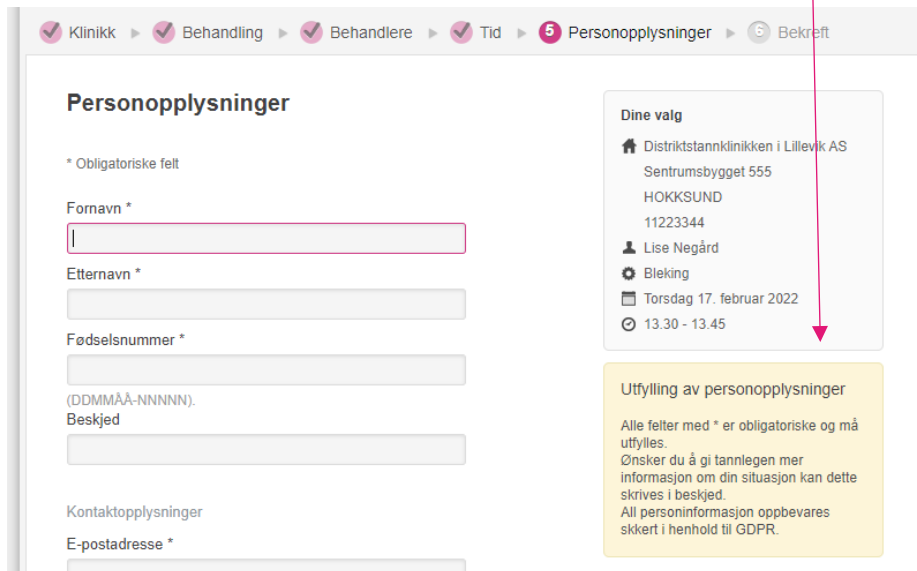 Klinikk Behandling Behandlere Tid 5 Personopplysninger 6 Bekreft
Personopplysninger
* Obligatoriske felt
Fornavn *
Etternavn *
Fødselsnummer *
(DDMMÅÅ-NNNNN).
Beskjed
Kontaktopplysninger
E-postadresse *
Dine valg
Distriktstannklinikken i Lillevik AS
Sentrumsbygget 555
HOKKSUND
11223344
Lise Negård
Bleking
Torsdag 17. februar 2022
13.30 - 13.45
Utfylling av personopplysninger
Alle felter med * er obligatoriske og må
utfylles.
Ønsker du å gi tannlegen mer
informasjon om din situasjon kan dette
skrives i beskjed.
All personinformasjon oppbevares
skkert i henhold til GDPR.